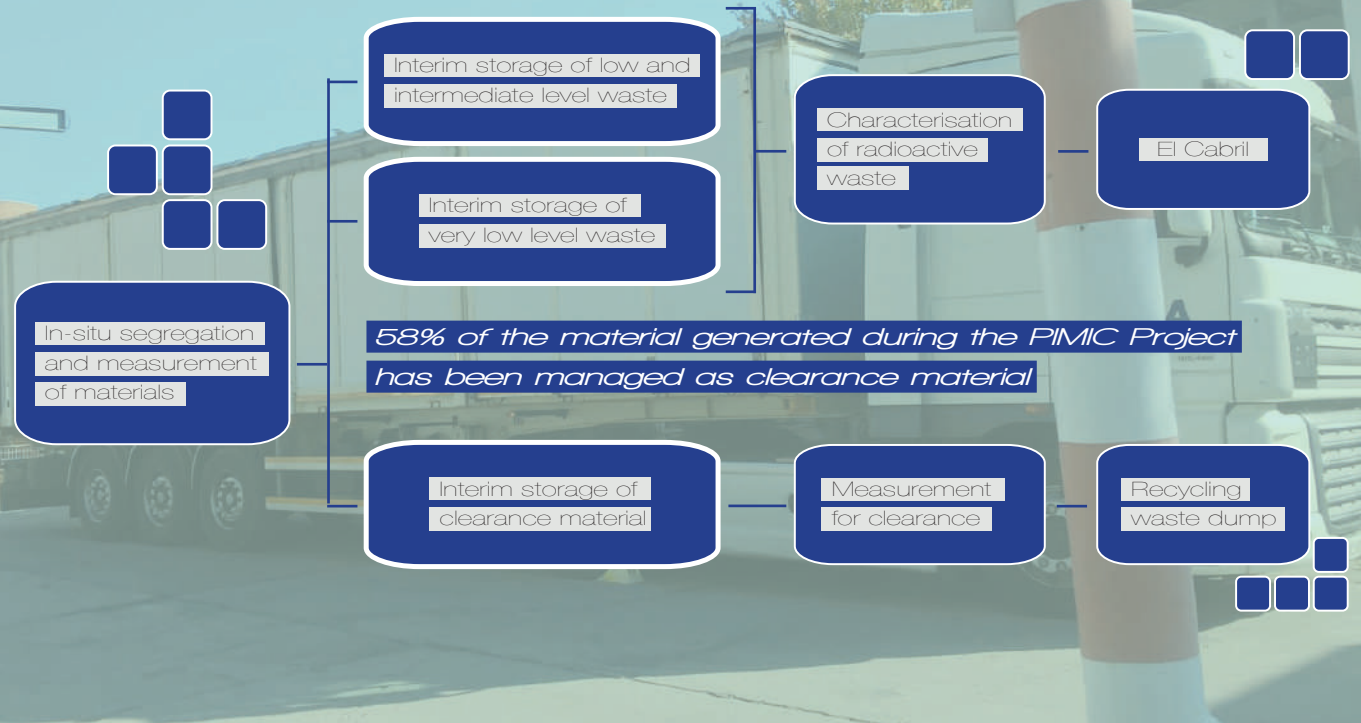 Interim storage of low and
intermediate level waste
Characterisation
of radioactive
waste
El Cabril
Interim storage of
very low level waste
In-situ segregation
and measurement
of materials
58% of the material generated during the PIMIC Project
has been managed as clearance material
Interim storage of
clearance material
Measurement
for clearance
Recycling
waste dump